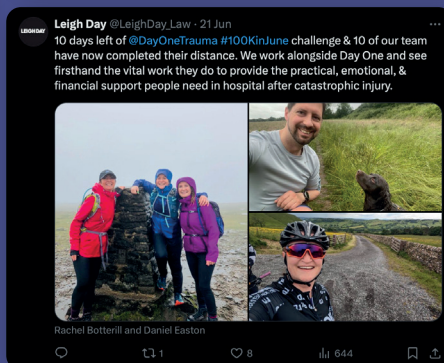 Leigh Day @LeighDay_Law · 21 Jun
LEIGH DAY
10 days left of @DayOneTrauma #100KinJune challenge & 10 of our team
have now completed their distance. We work alongside Day One and see
firsthand the vital work they do to provide the practical, emotional, &
financial support people need in hospital after catastrophic injury.
Rachel Botterill and Daniel Easton
1
8
644